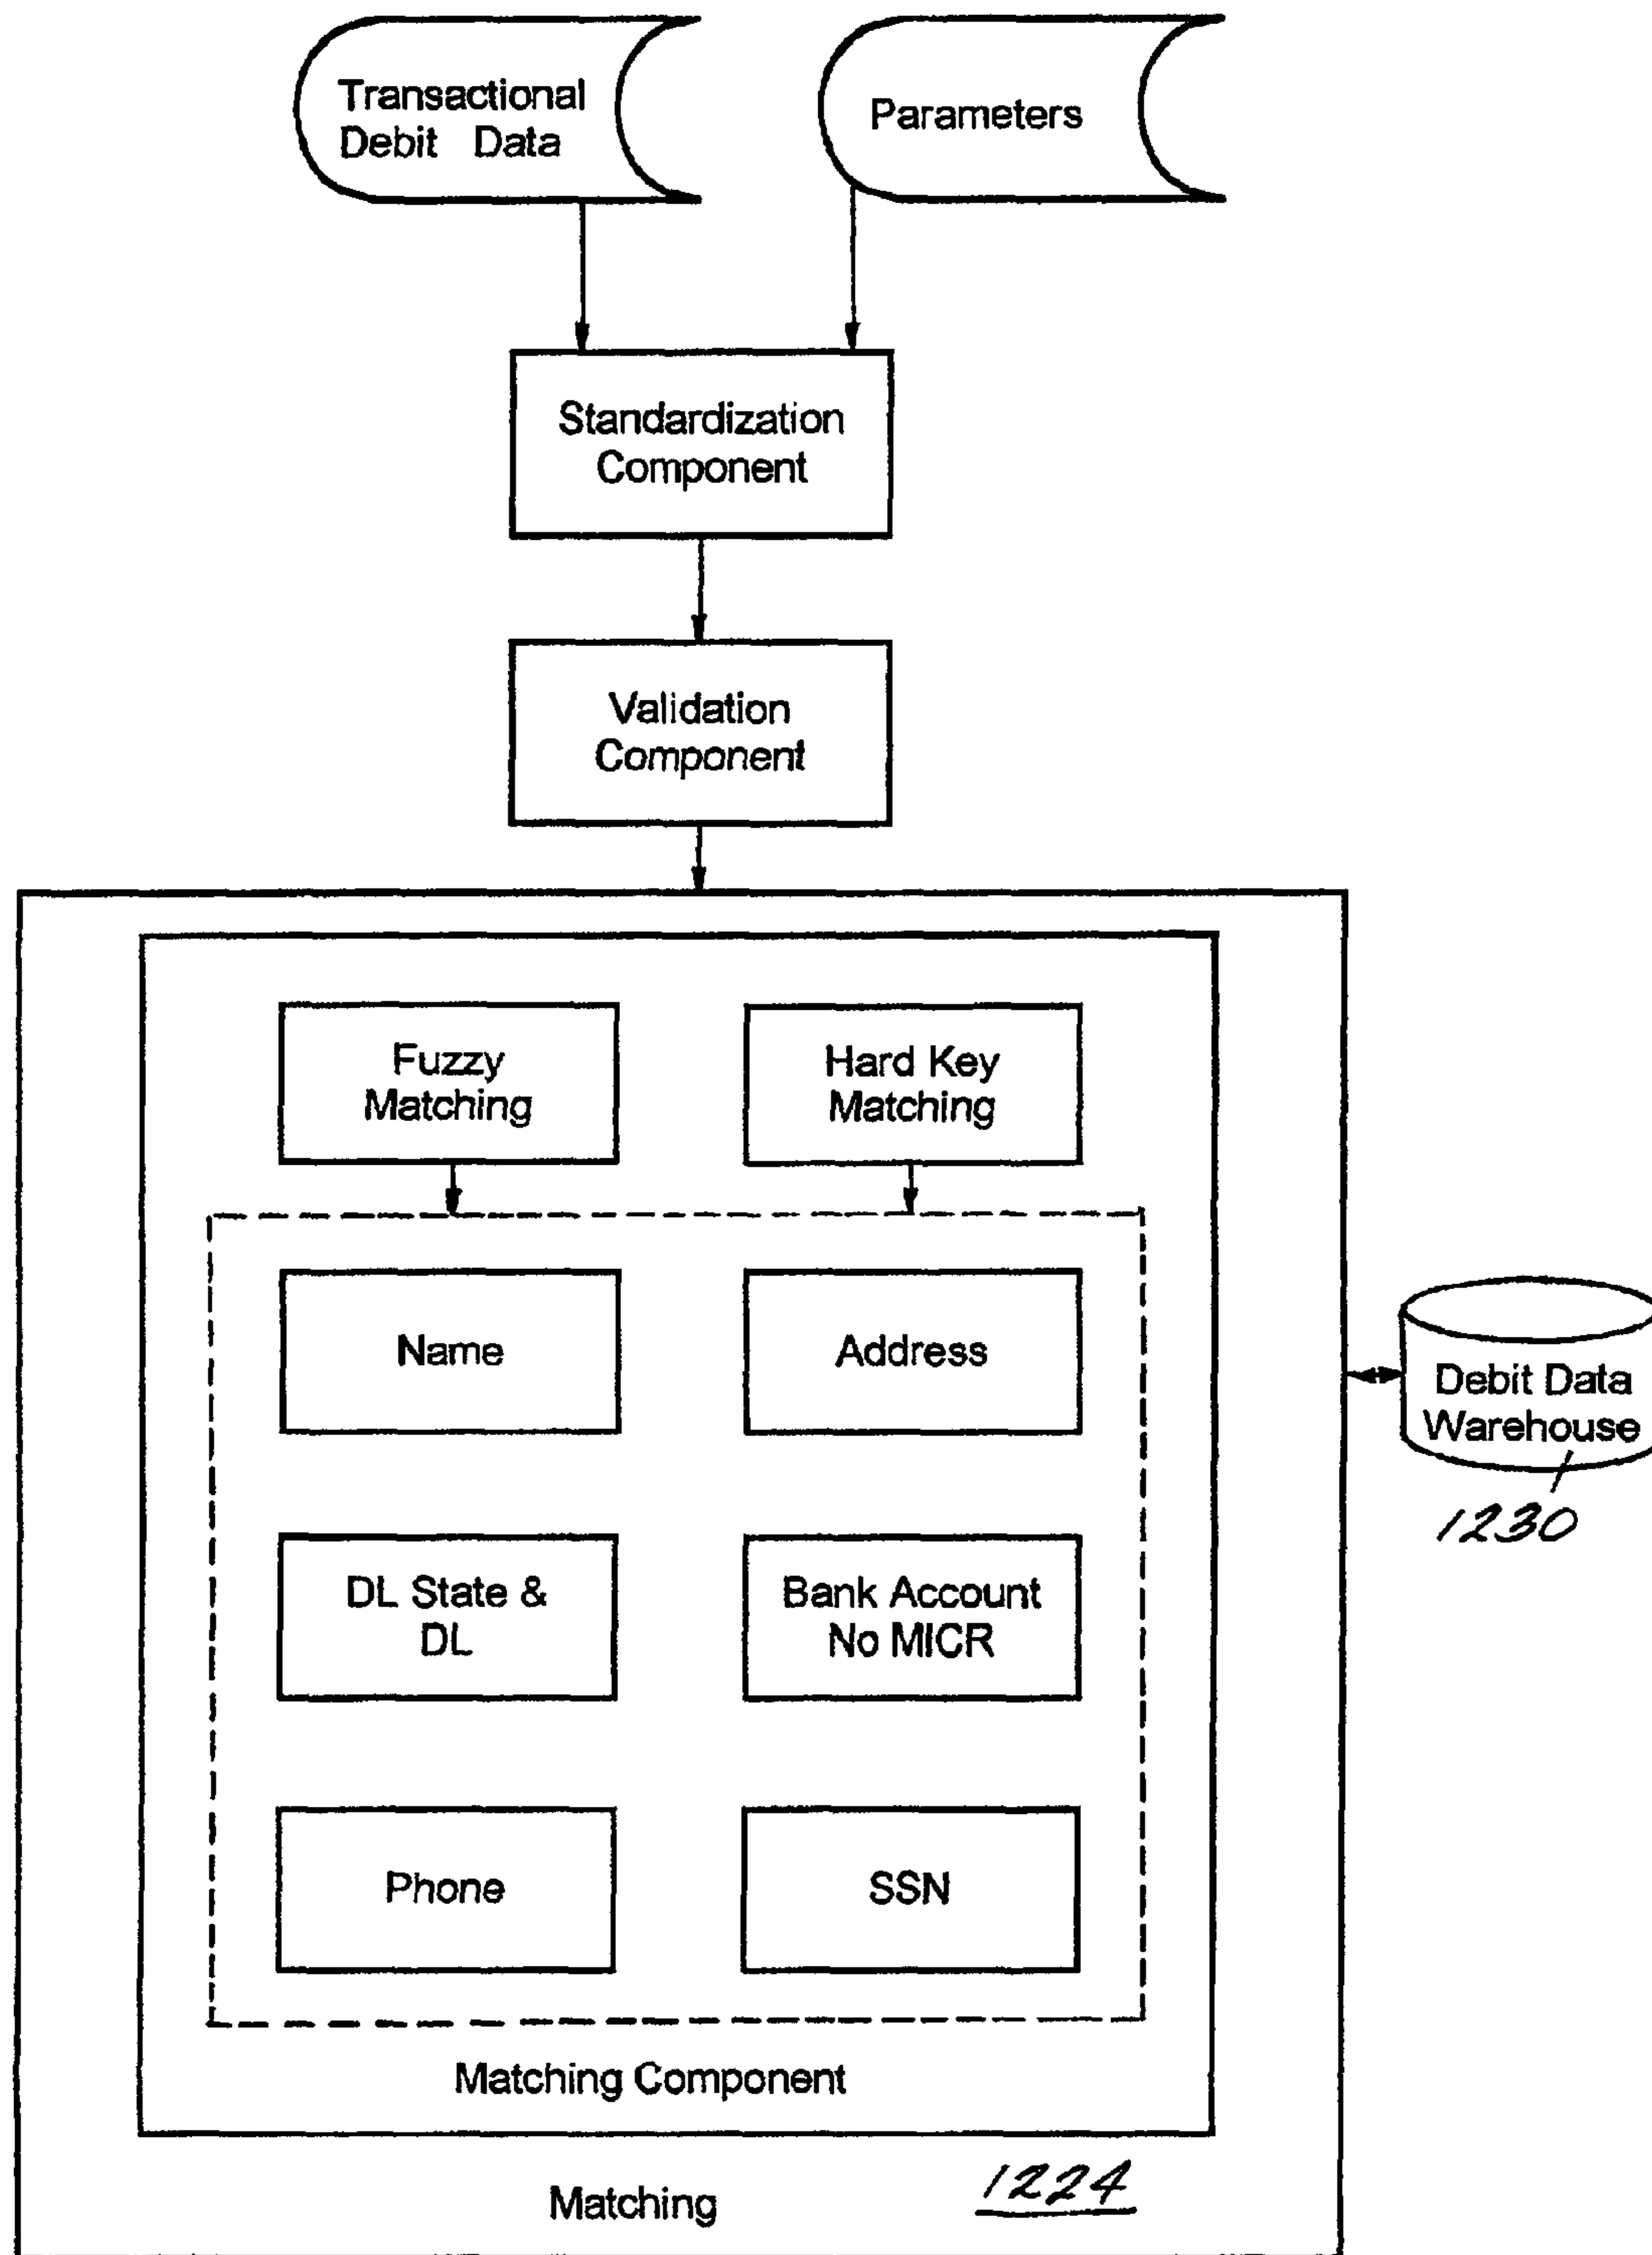 Transactional
Debit Data
Parameters
Standardization
Component
Validation
Component
Fuzzy
Matching
Hard Key
Matching
Name
Address
Debit Data
Warehouse
1230
DL State &
DL
Bank Account
No MICR
Phone
SSN
Matching Component
Matching
1224